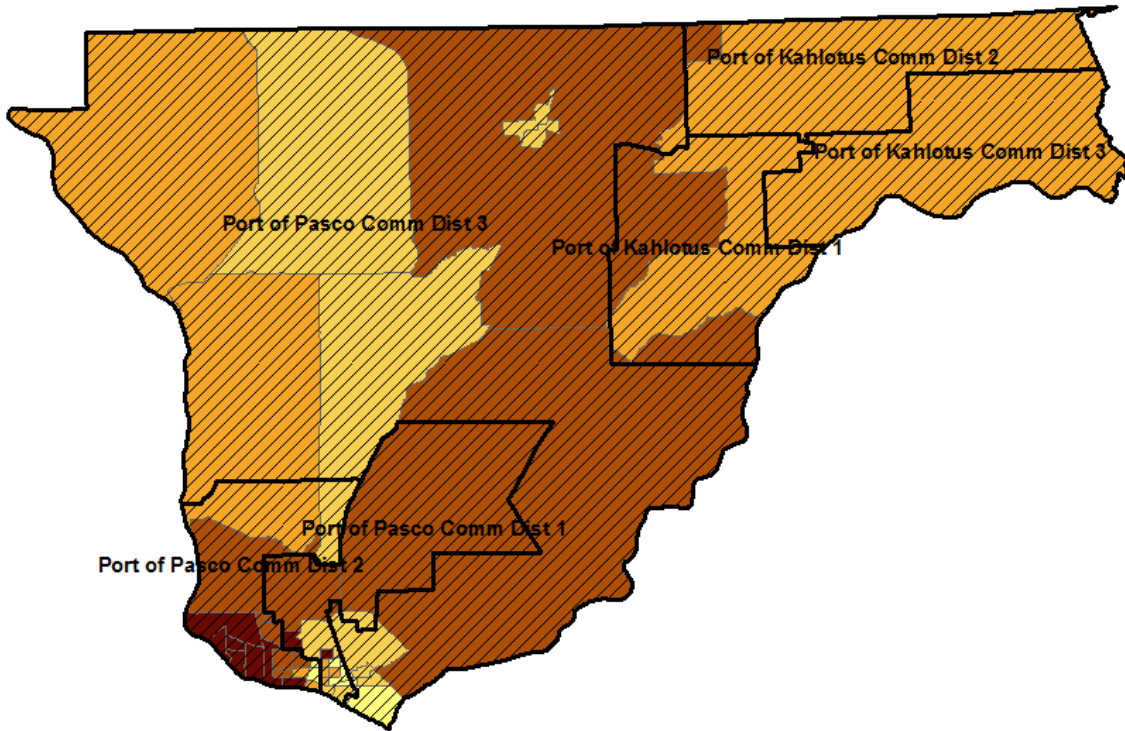 Port of Kahlotus Comm Dist 2
Port of Kahlotus Comm Dist 3
Port of Pasco Comm Dist 3
Port of Kahlotus Comm Dist 1
Port of Pasco Comm Dist 1
Port of Pasco Comm Dist 2